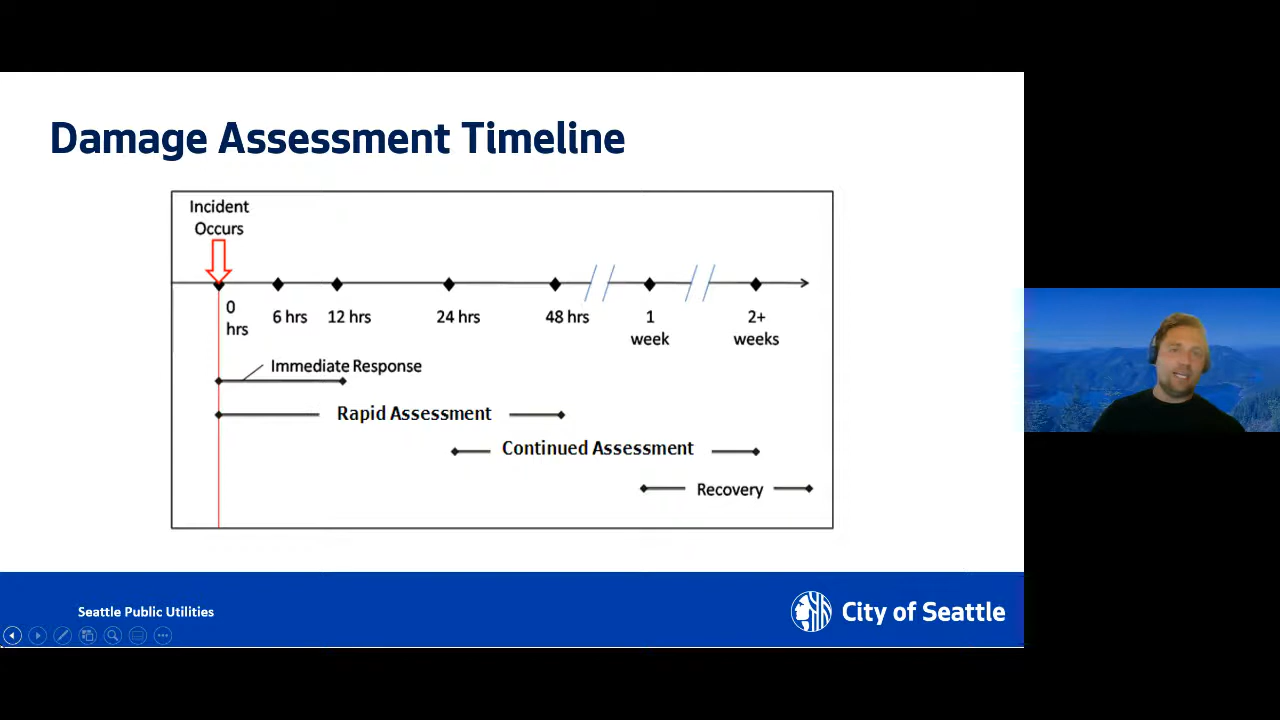 Damage Assessment Timeline
Incident
Occurs
0
hrs
6 hrs
12 hrs
24 hrs
48 hrs
1
week
2+
weeks
Immediate Response
Rapid Assessment
Continued Assessment
Recovery
Seattle Public Utilities
City of Seattle